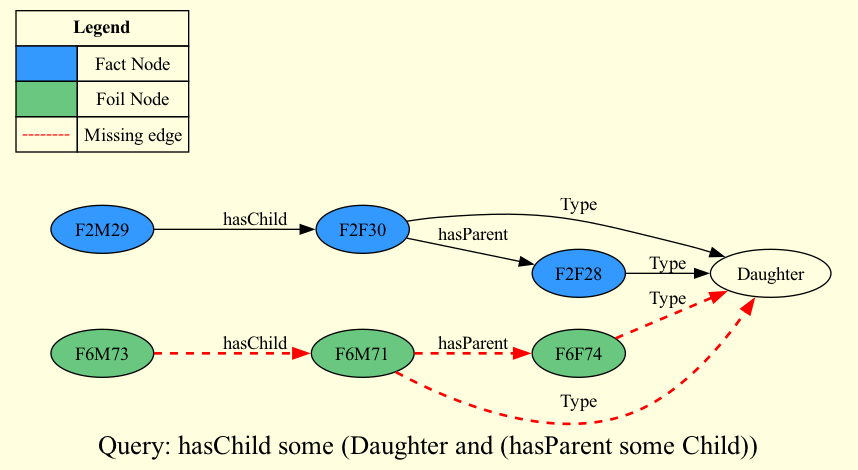 Legend
Fact Node
Foil Node
Missing edge
Type
F2M29
hasChild
F2F30
hasParent
F2F28
Type
Daughter
Type
F6M73
hasChild
F6M71
hasParent
F6F74
Type
Query: hasChild some (Daughter and (hasParent some Child))